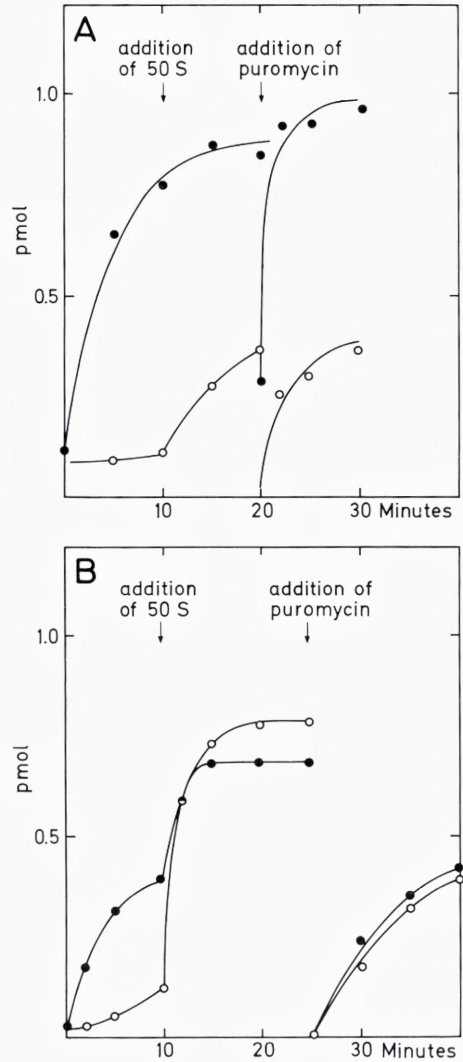 A
addition of 50 S
addition of puromycin
1.0
pmol
0.5
10
20
30 Minutes
B
addition of 50 S
addition of puromycin
1.0
pmol
0.5
10
20
30 Minutes